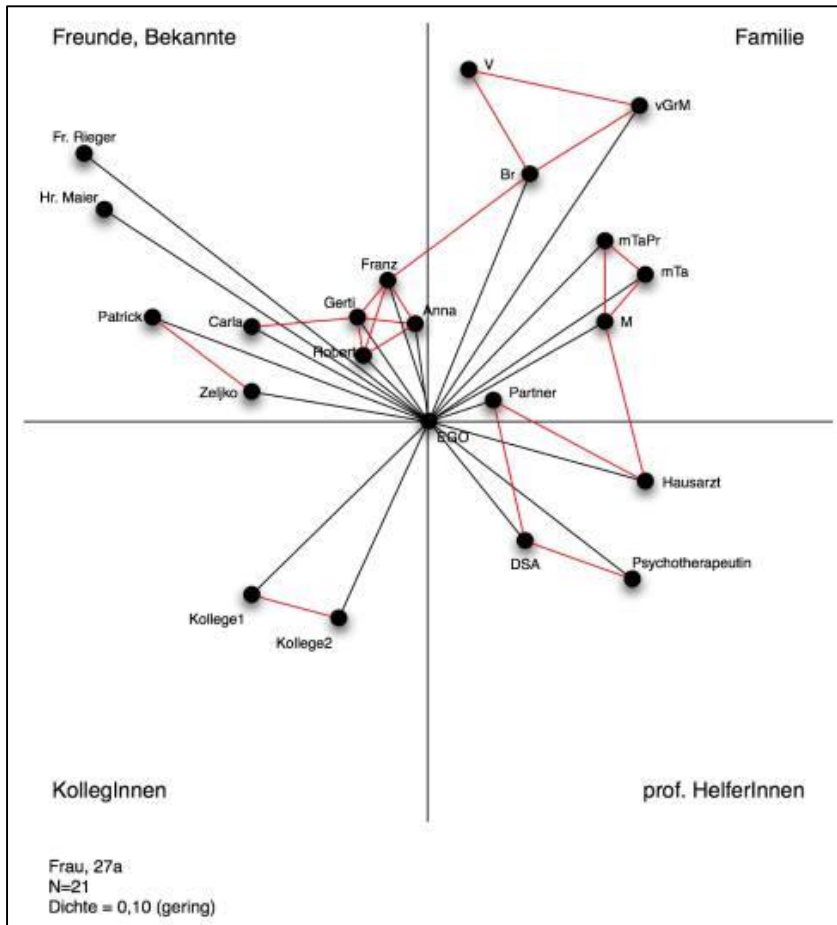 Freunde, Bekannte
Familie
V
vGrM
Fr. Rieger
Br
Hr. Maier
mTaPr
Franz
mTa
Gerti
Anna
Patrick
Carla
M
Robert
Zeljko
Partner
EGO
Hausarzt
DSA
Psychotherapeutin
Kollege1
Kollege2
KollegInnen
prof. HelferInnen
Frau, 27a
N=21
Dichte = 0,10 (gering)